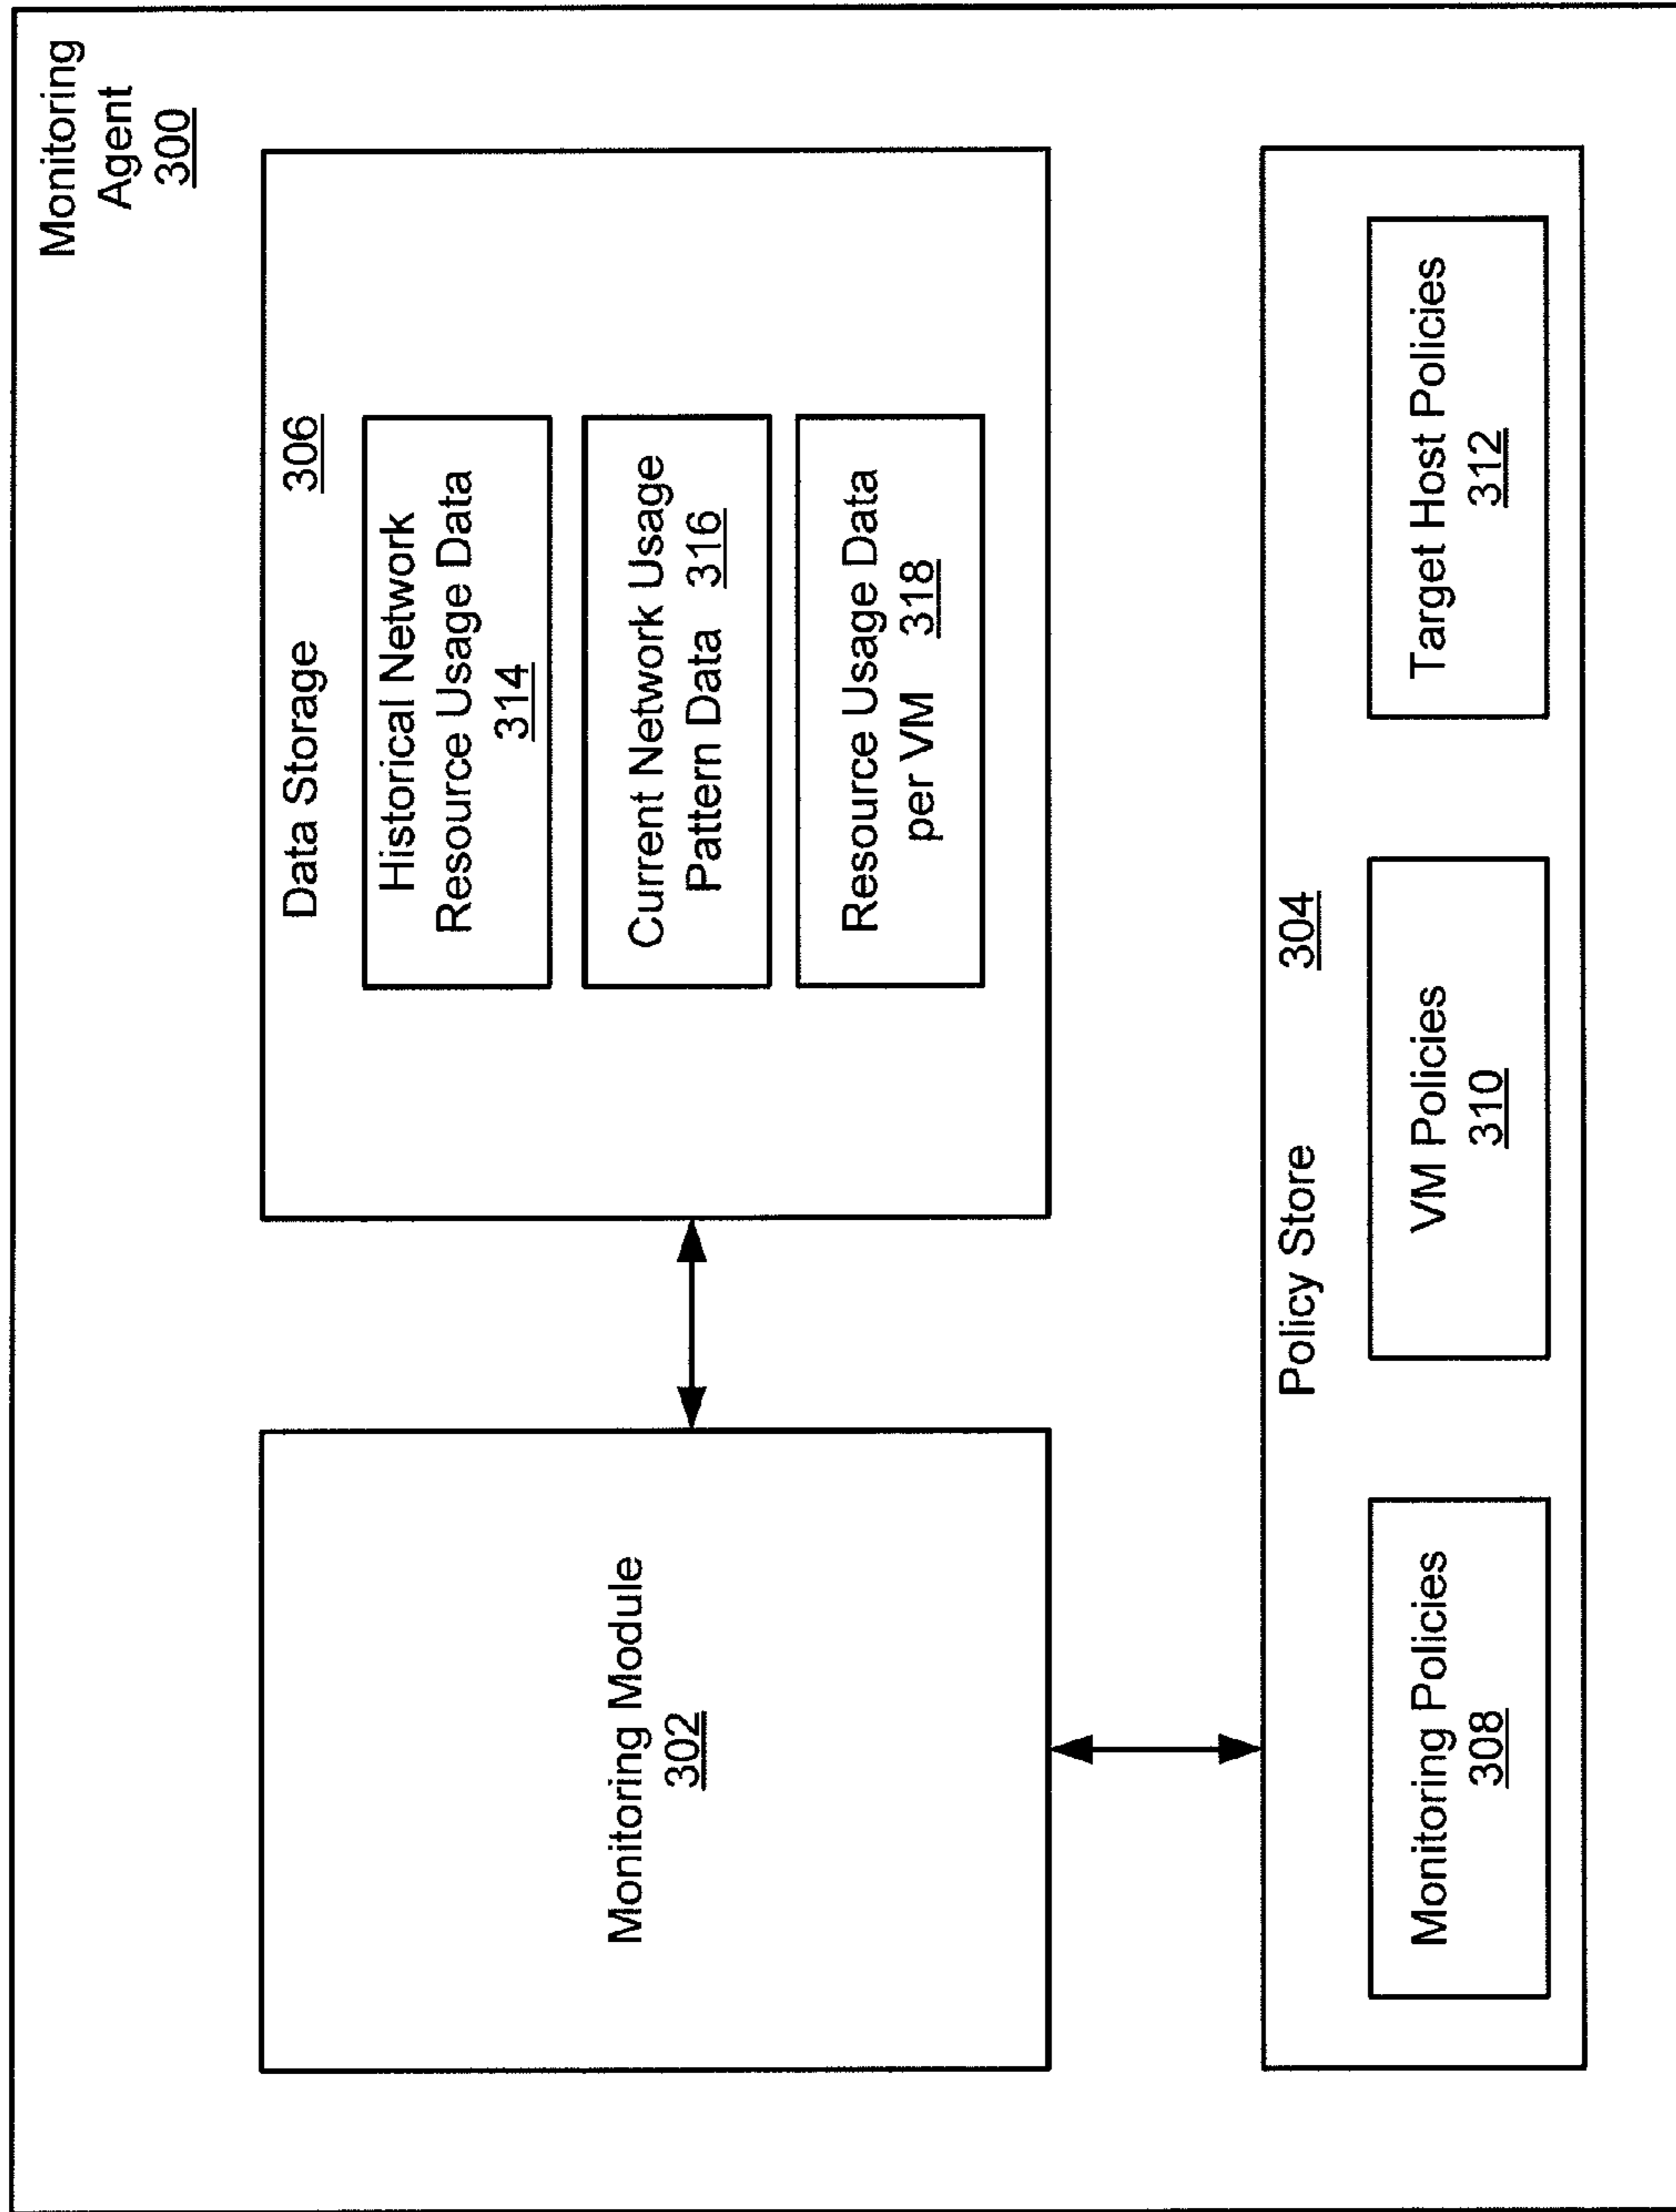 Monitoring
Agent
300
Monitoring Module
302
Data Storage 306
Historical Network
Resource Usage Data
314
Current Network Usage
Pattern Data 316
Resource Usage Data
per VM 318
Policy Store 304
Monitoring Policies
308
VM Policies
310
Target Host Policies
312